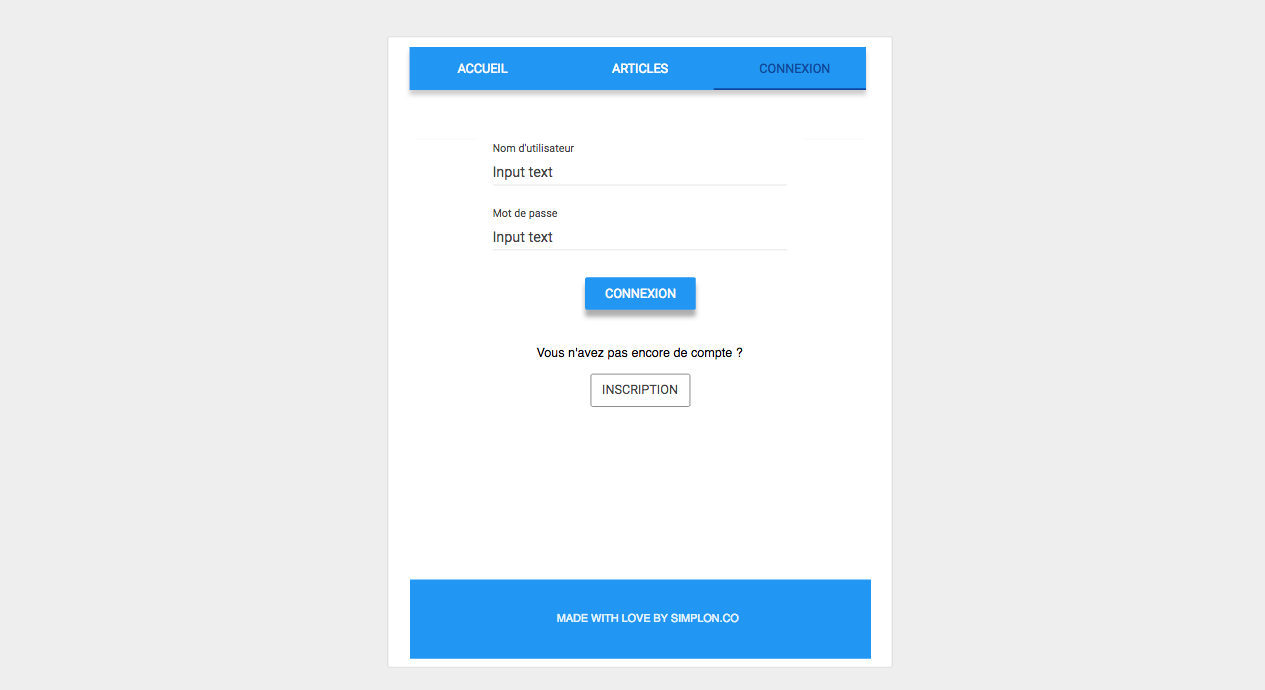 ACCUEIL ARTICLES CONNEXION
Nom d'utilisateur
Input text
Mot de passe
Input text
CONNEXION
Vous n'avez pas encore de compte ?
INSCRIPTION
MADE WITH LOVE BY SIMPLON.CO